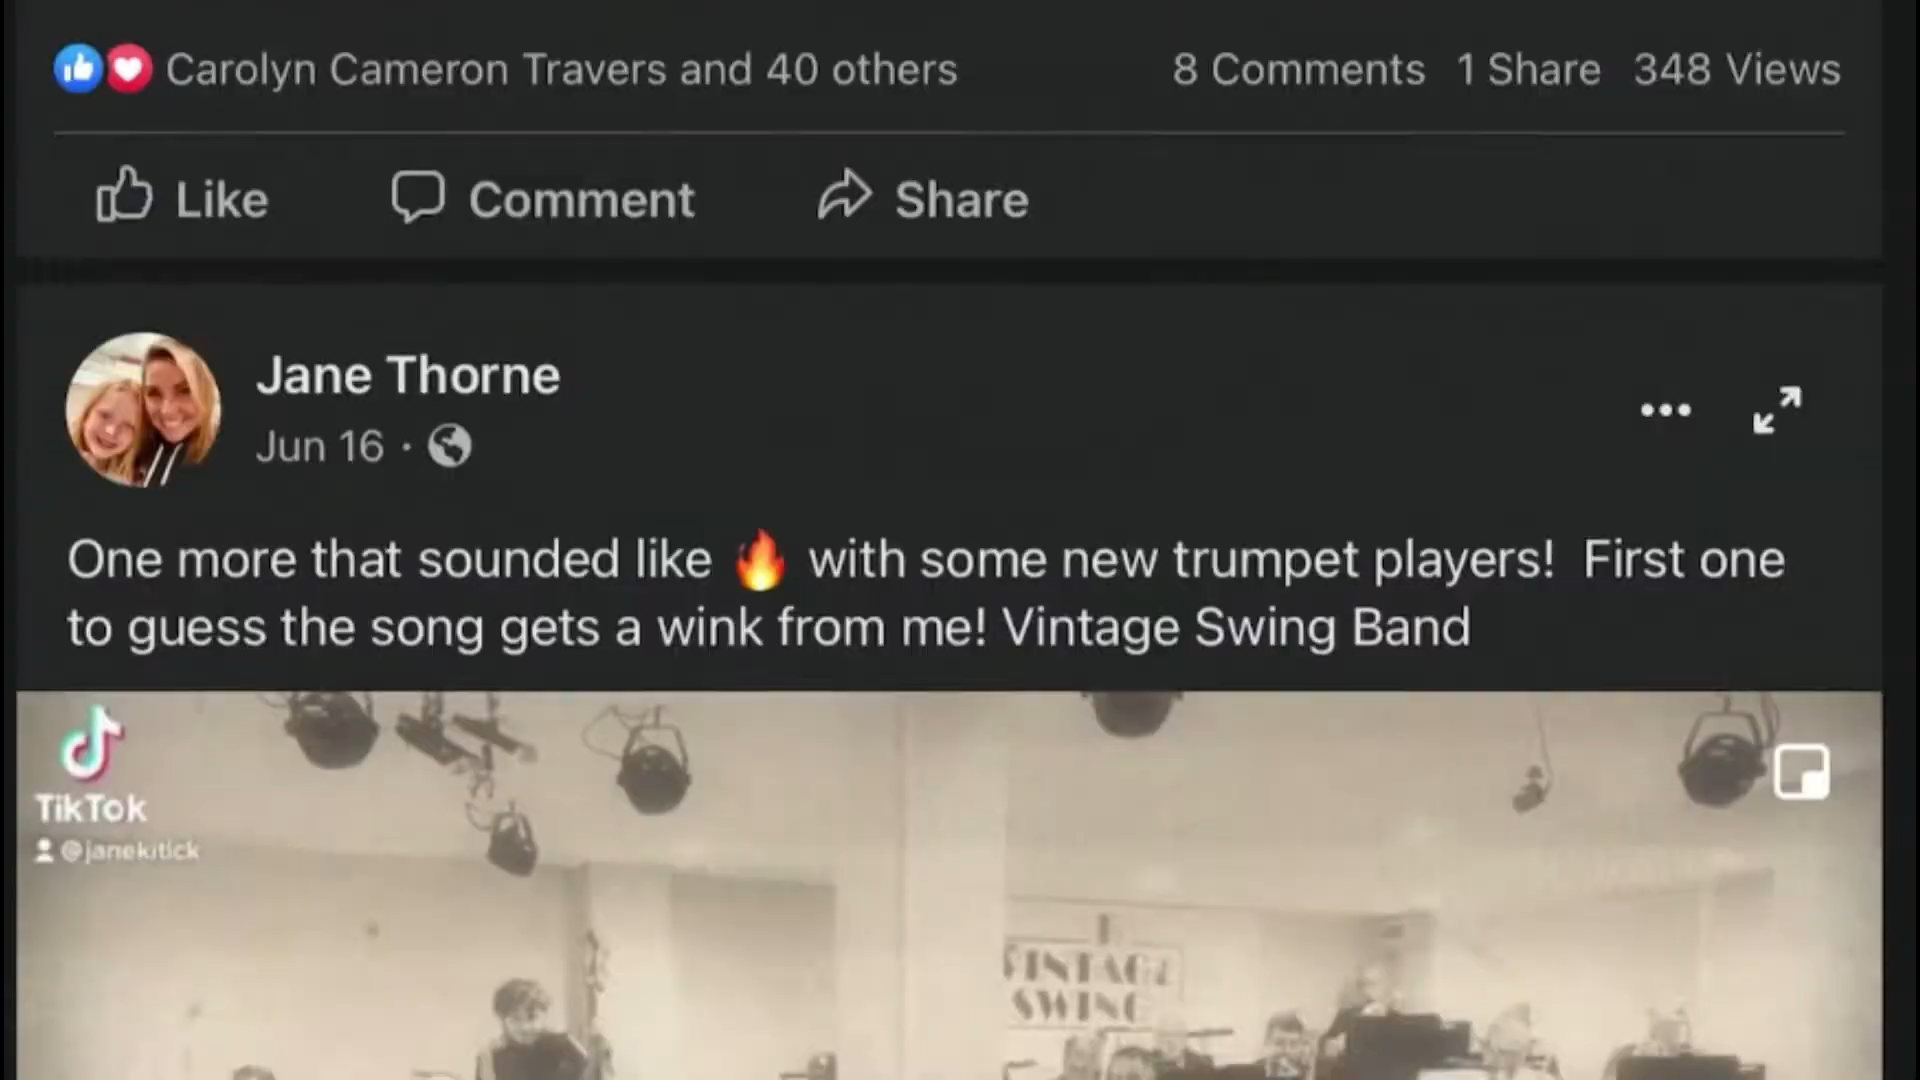 Carolyn Cameron Travers and 40 others 8 Comments 1 Share 348 Views
Like Comment Share
Jane Thorne
Jun 16 ·
One more that sounded like 🔥 with some new trumpet players! First one
to guess the song gets a wink from me! Vintage Swing Band
TikTok
@janekitick
VINTAGE
SWING